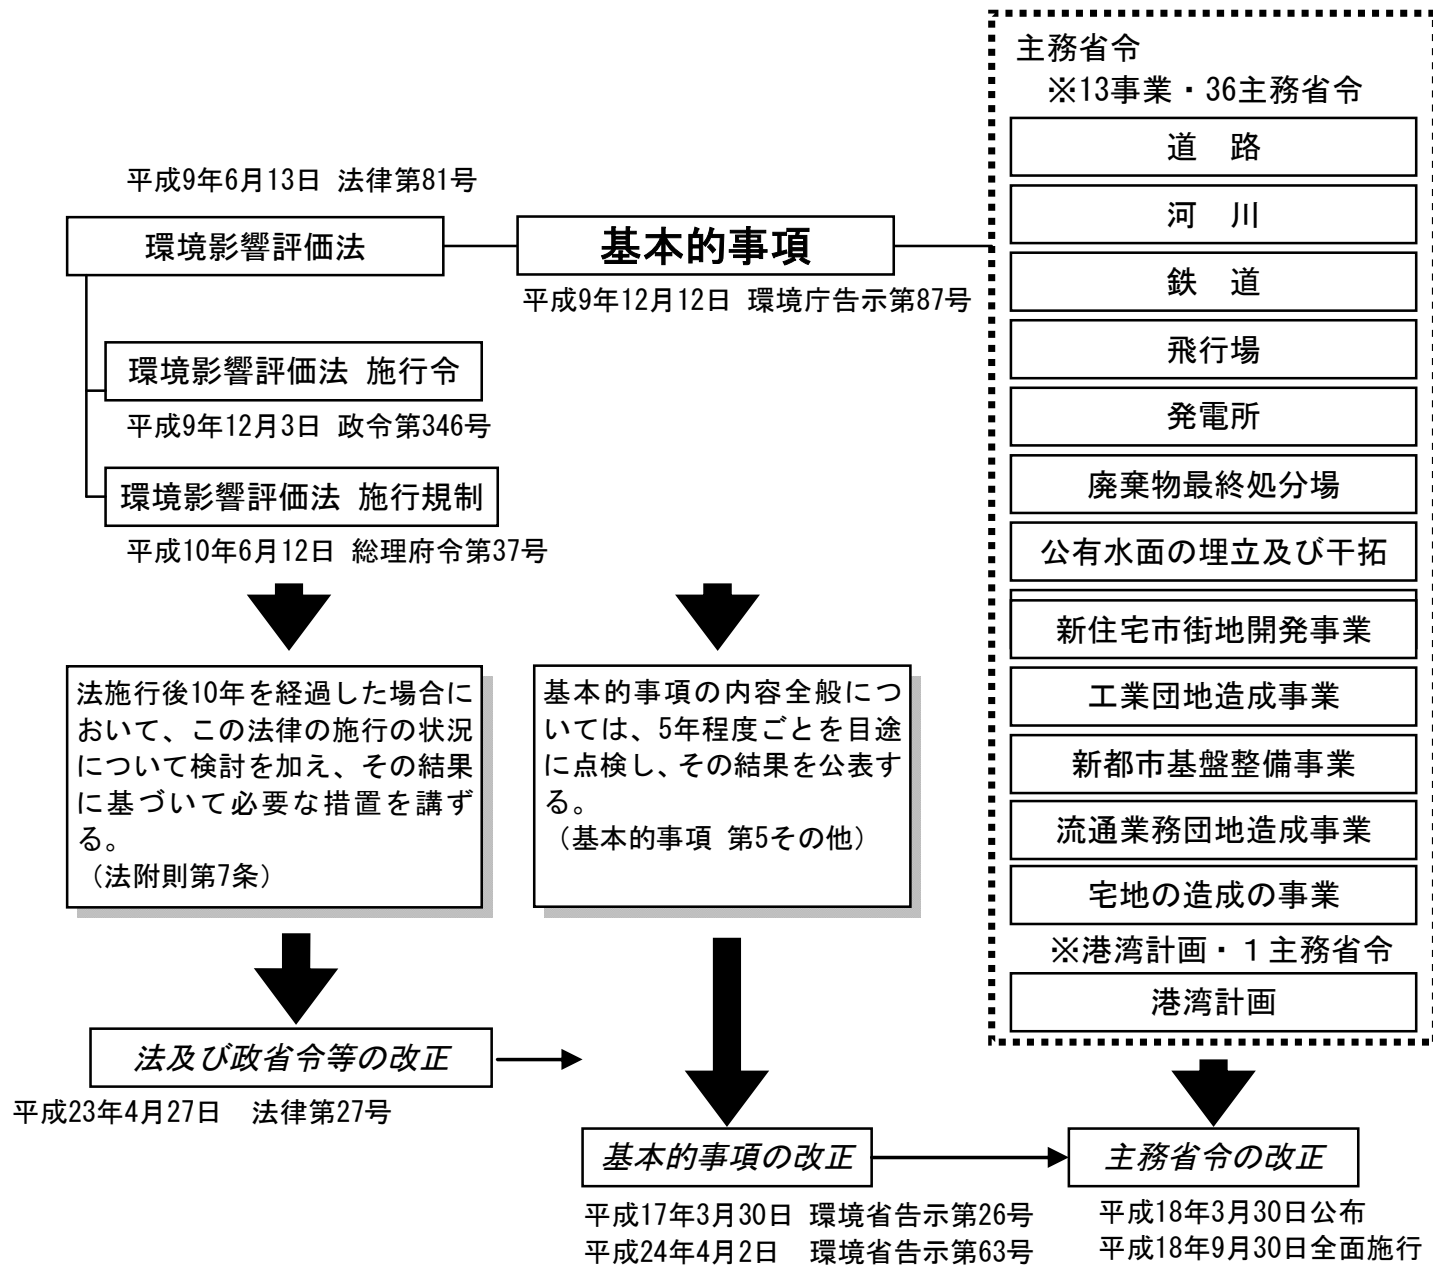 平成9年6月13日 法律第81号
環境影響評価法
基本的事項
平成9年12月12日 環境庁告示第87号
環境影響評価法 施行令
平成9年12月3日 政令第346号
環境影響評価法 施行規制
平成10年6月12日 総理府令第37号
法施行後10年を経過した場合に
おいて、この法律の施行の状況
について検討を加え、その結果
に基づいて必要な措置を講ず
る。
(法附則第7条)
基本的事項の内容全般につ
いては、5年程度ごとを目途
に点検し、その結果を公表す
る。
(基本的事項 第5その他)
法及び政省令等の改正
平成23年4月27日 法律第27号
基本的事項の改正
平成17年3月30日 環境省告示第26号
平成24年4月2日 環境省告示第63号
主務省令
※13事業・36主務省令
道 路
河 川
鉄 道
飛行場
発電所
廃棄物最終処分場
公有水面の埋立及び干拓
新住宅市街地開発事業
工業団地造成事業
新都市基盤整備事業
流通業務団地造成事業
宅地の造成の事業
※港湾計画・1主務省令
港湾計画
主務省令の改正
平成18年3月30日公布
平成18年9月30日全面施行